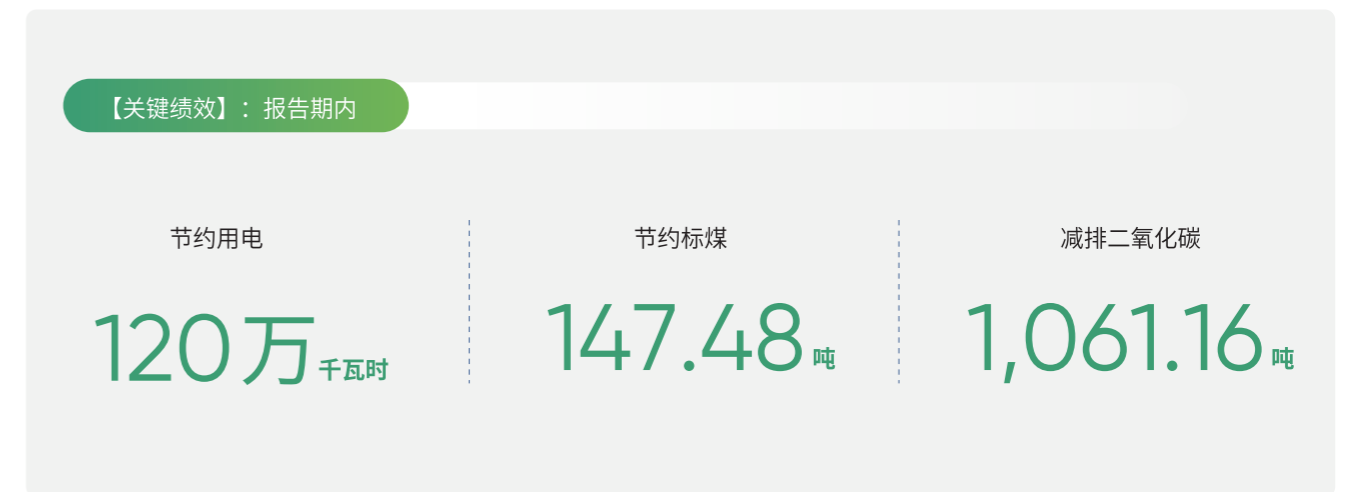 【关键绩效】：报告期内
节约用电
节约标煤
减排二氧化碳
120万千瓦时
147.48吨
1,061.16吨